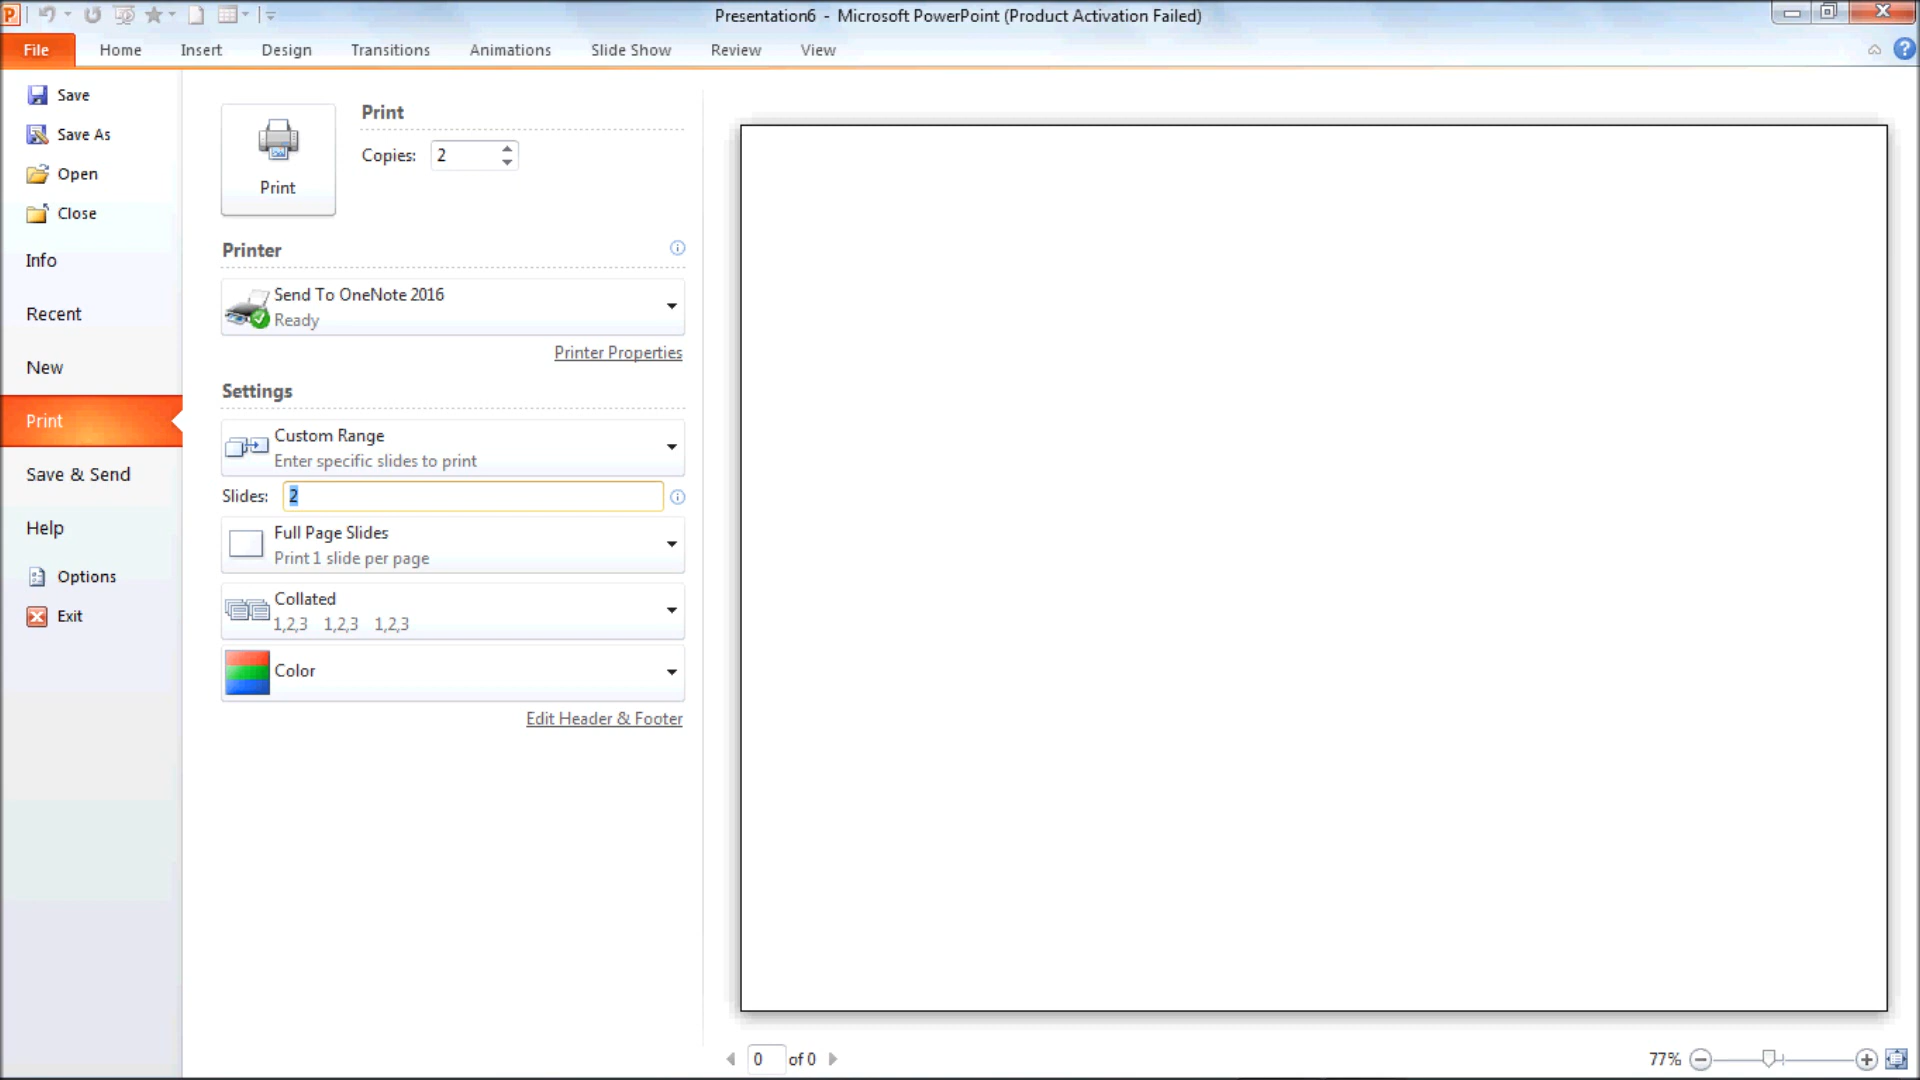 Presentation6 - Microsoft PowerPoint (Product Activation Failed)
File Home Insert Design Transitions Animations Slide Show Review View
Save
Save As
Open
Close
Info
Recent
New
Print
Save & Send
Help
Options
Exit
Print
Print
Copies: 2
Printer
Send To OneNote 2016
Ready
Printer Properties
Settings
Custom Range
Enter specific slides to print
Slides: 2
Full Page Slides
Print 1 slide per page
Collated
1,2,3 1,2,3 1,2,3
Color
Edit Header & Footer
0 of 0
77%